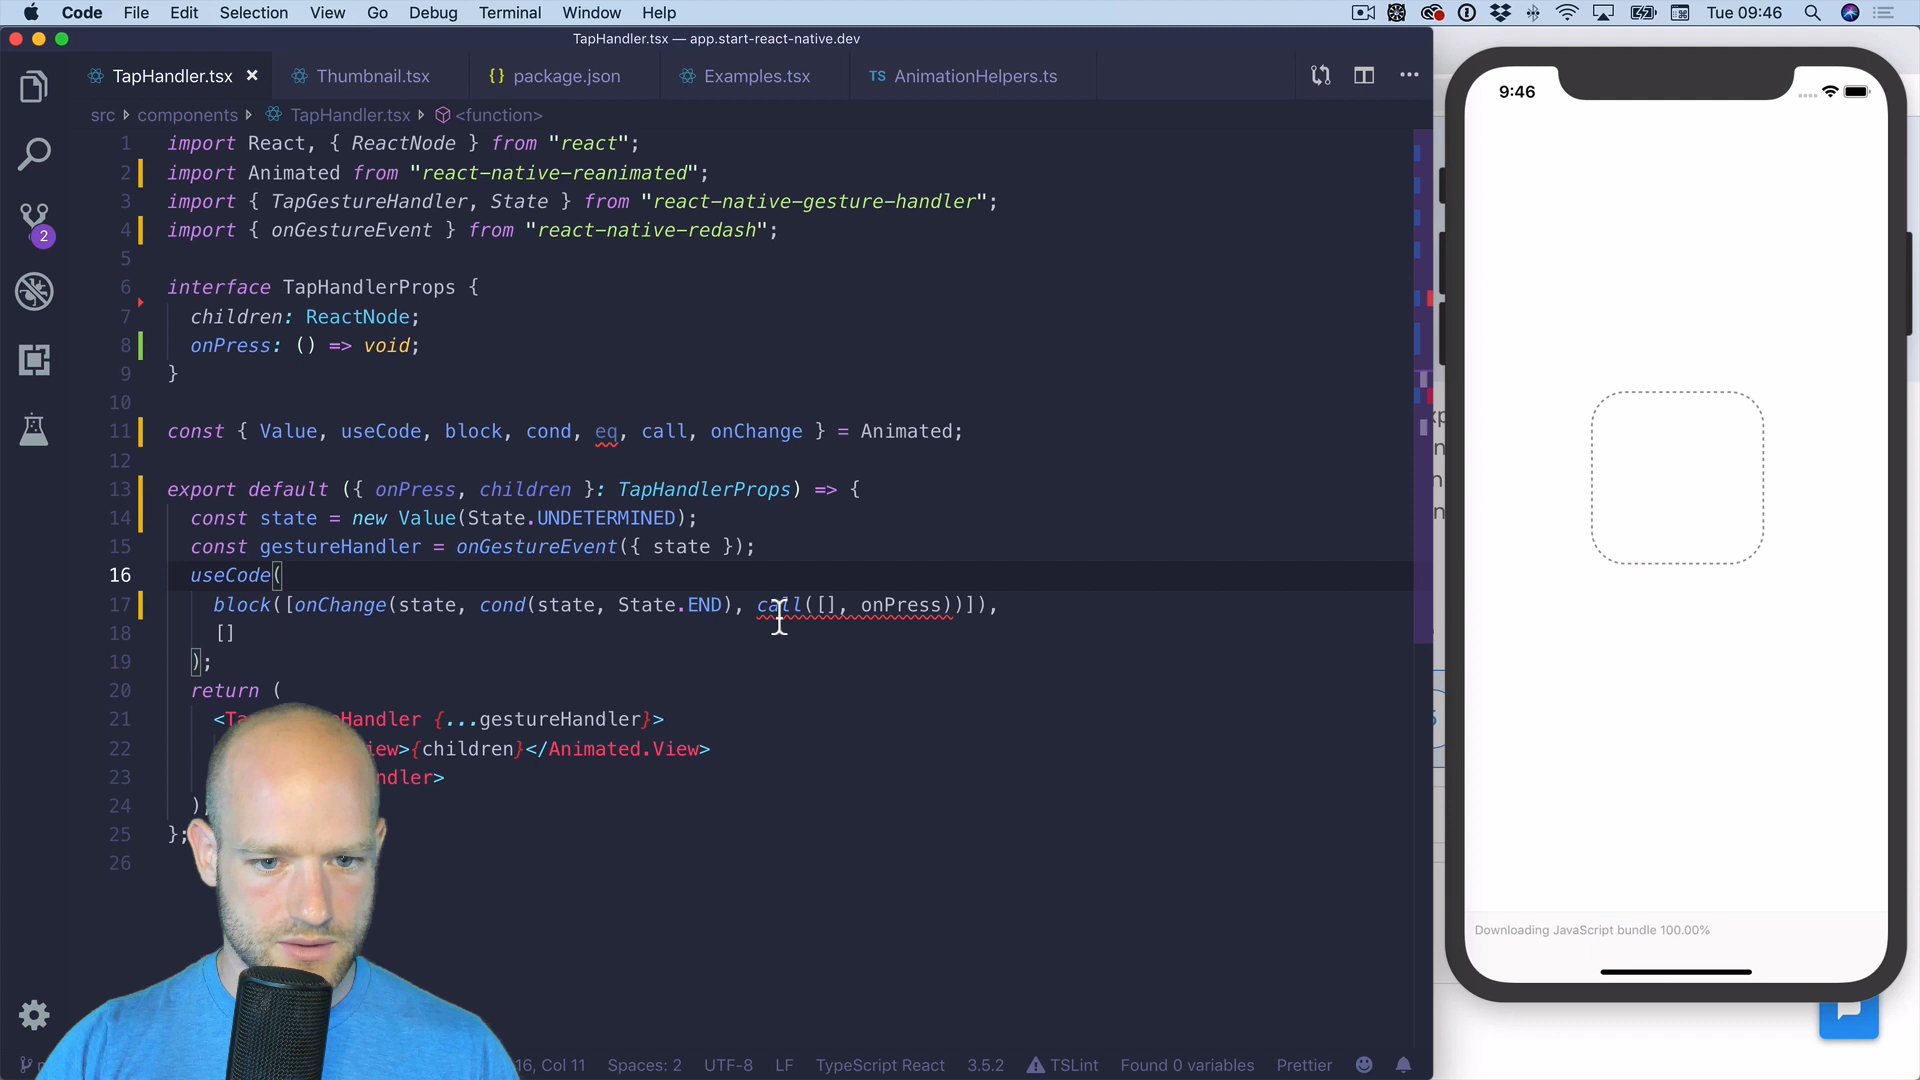 Code File Edit Selection View Go Debug Terminal Window Help
Tue 09:46
TapHandler.tsx — app.start-react-native.dev
TapHandler.tsx Thumbnail.tsx {} package.json Examples.tsx TS AnimationHelpers.ts
src components TapHandler.tsx <function>
1 import React, { ReactNode } from "react";
2 import Animated from "react-native-reanimated";
3 import { TapGestureHandler, State } from "react-native-gesture-handler";
4 import { onGestureEvent } from "react-native-redash";
5
6 interface TapHandlerProps {
7 children: ReactNode;
8 onPress: () => void;
9 }
10
11 const { Value, useCode, block, cond, eq, call, onChange } = Animated;
12
13 export default ({ onPress, children }: TapHandlerProps) => {
14 const state = new Value(State.UNDETERMINED);
15 const gestureHandler = onGestureEvent({ state });
16 useCode(
17 block([onChange(state, cond(state, State.END), call([], onPress))]),
18 []
19 );
20 return (
21 <Ta Handler {...gestureHandler}>
22 iew>{children}</Animated.View>
23 ndler>
24 )
25 };
26
2
16, Col 11 Spaces: 2 UTF-8 LF TypeScript React 3.5.2 TSLint Found 0 variables Prettier
9:46
Downloading JavaScript bundle 100.00%